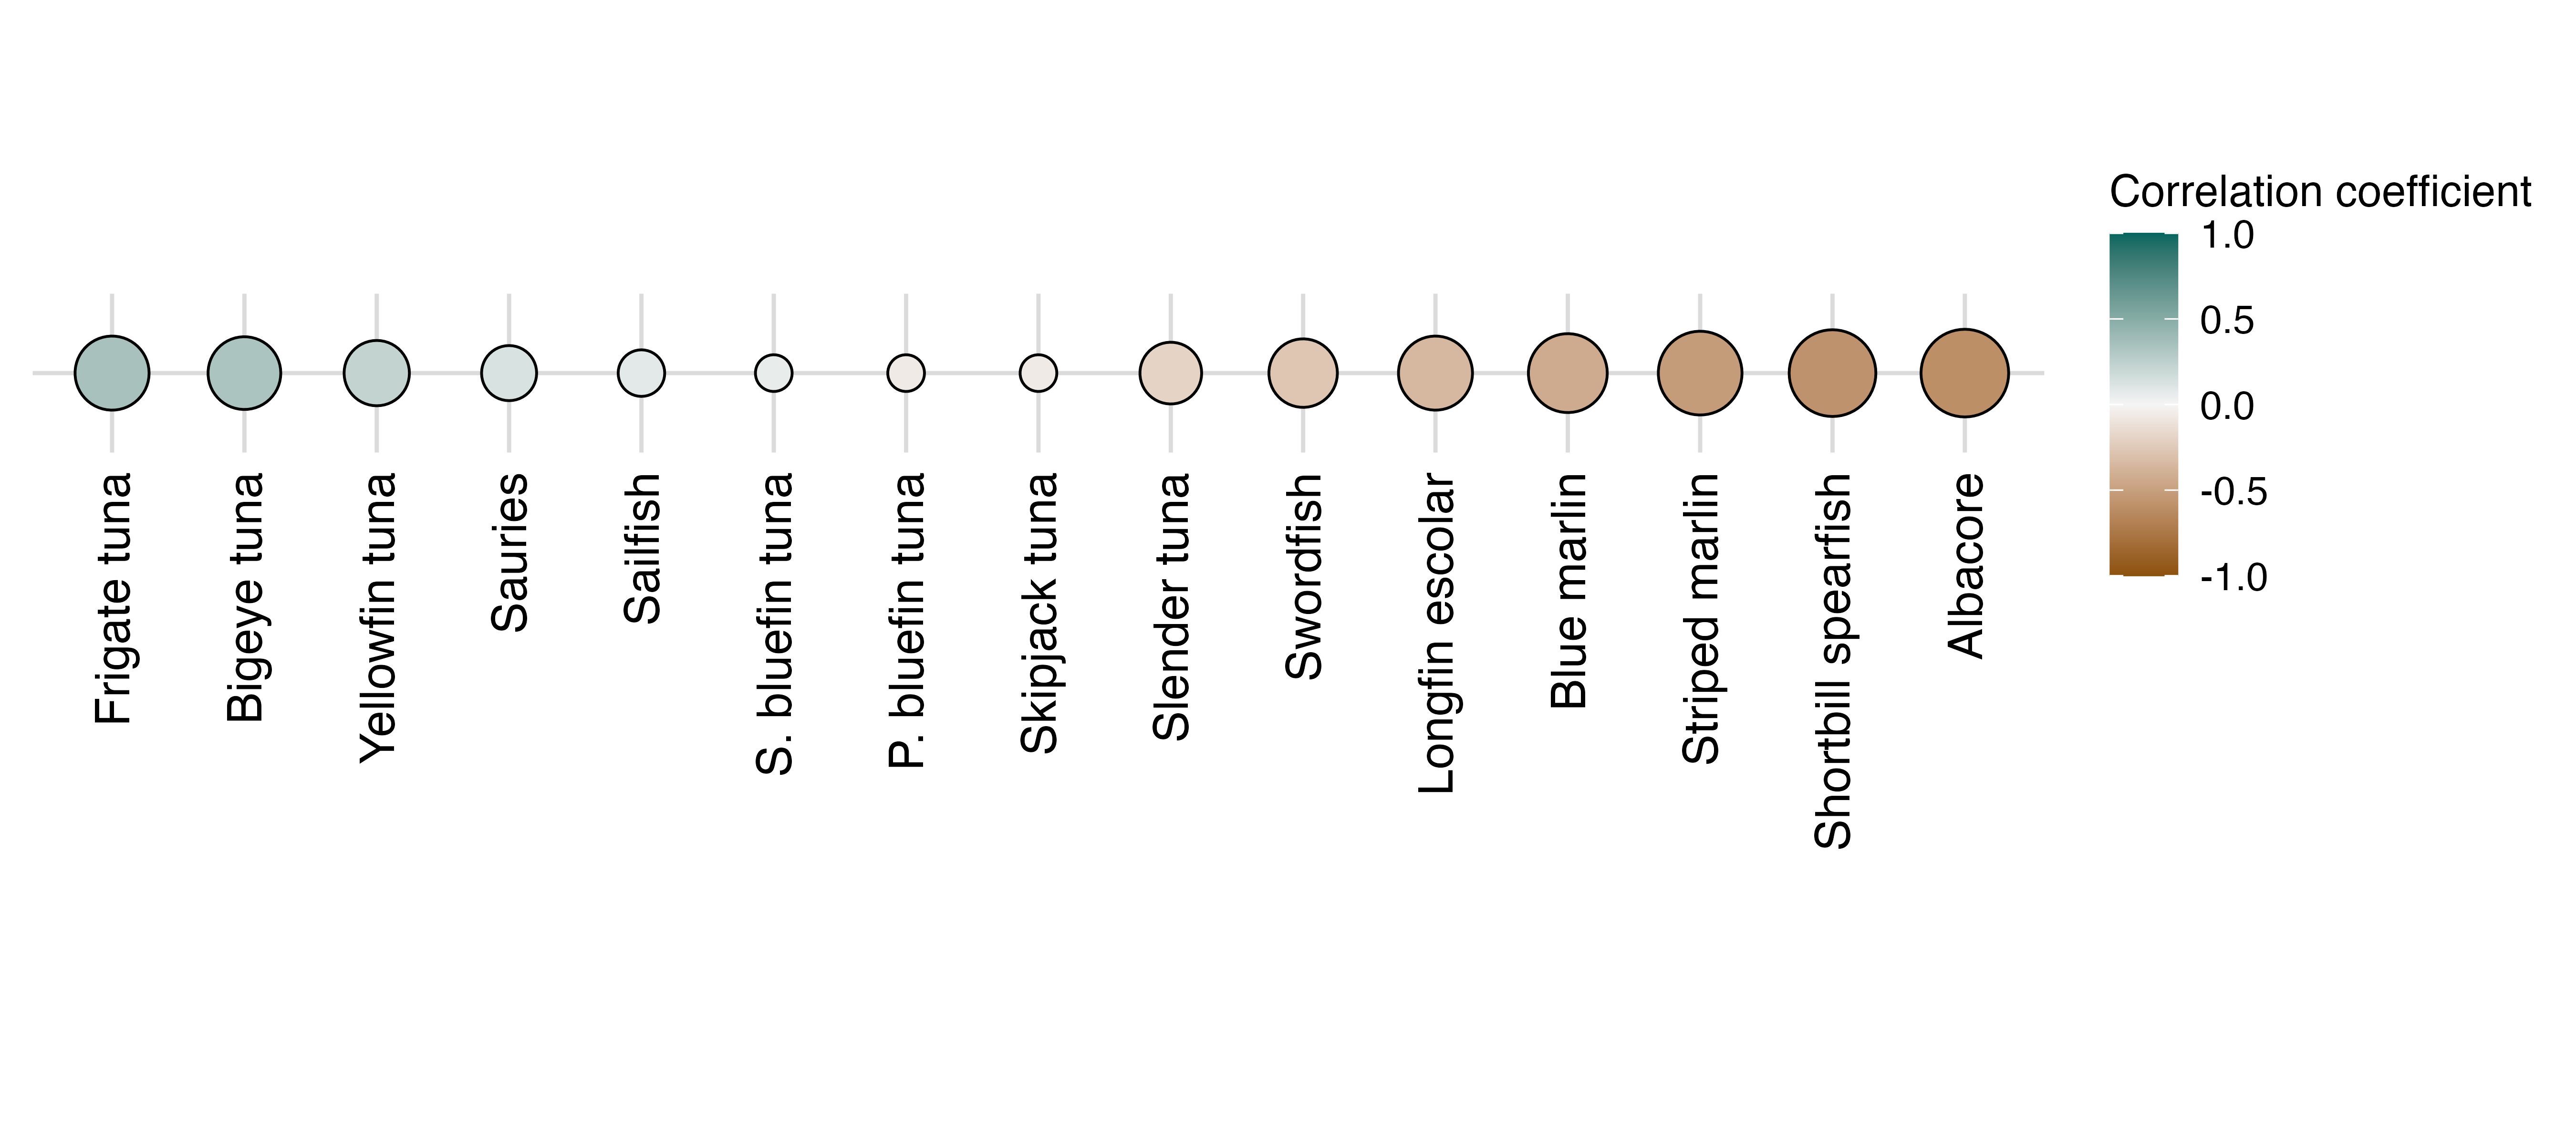 Correlation coefficient
1.0
0.5
0.0
-0.5
-1.0
Frigate tuna
Bigeye tuna
Yellowfin tuna
Sauries
Sailfish
S. bluefin tuna
P. bluefin tuna
Skipjack tuna
Slender tuna
Swordfish
Longfin escolar
Blue marlin
Striped marlin
Shortbill spearfish
Albacore